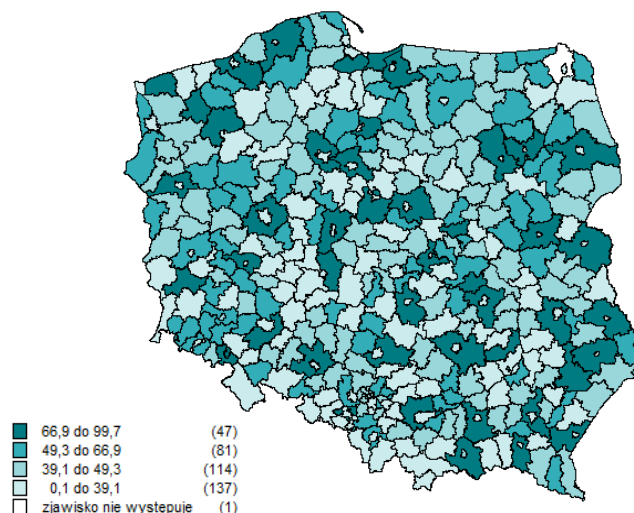 66,9 do 99,7 (47)
49,3 do 66,9 (81)
39,1 do 49,3 (114)
0,1 do 39,1 (137)
zjawisko nie występuje (1)